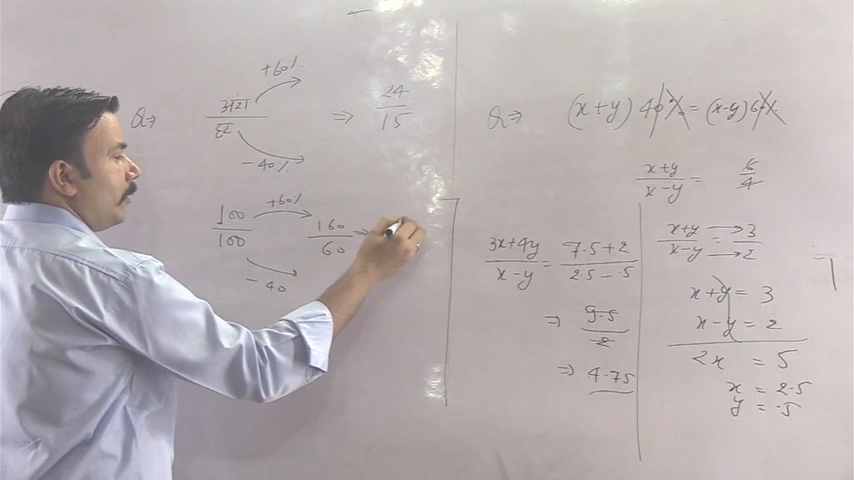 Q ⇒ अंश/हर +60% -40% ⇒ 24/15
100/100 +60% -40 160/60 →
Q ⇒ (x+y) 40% = (x-y) 60%
x+y/x-y = 6/4
x+y/x-y = 3/2
x+y = 3
x-y = 2
2x = 5
x = 2.5
y = .5
3x+4y/x-y = 7.5+2/2.5-.5
⇒ 9.5/2
⇒ 4.75